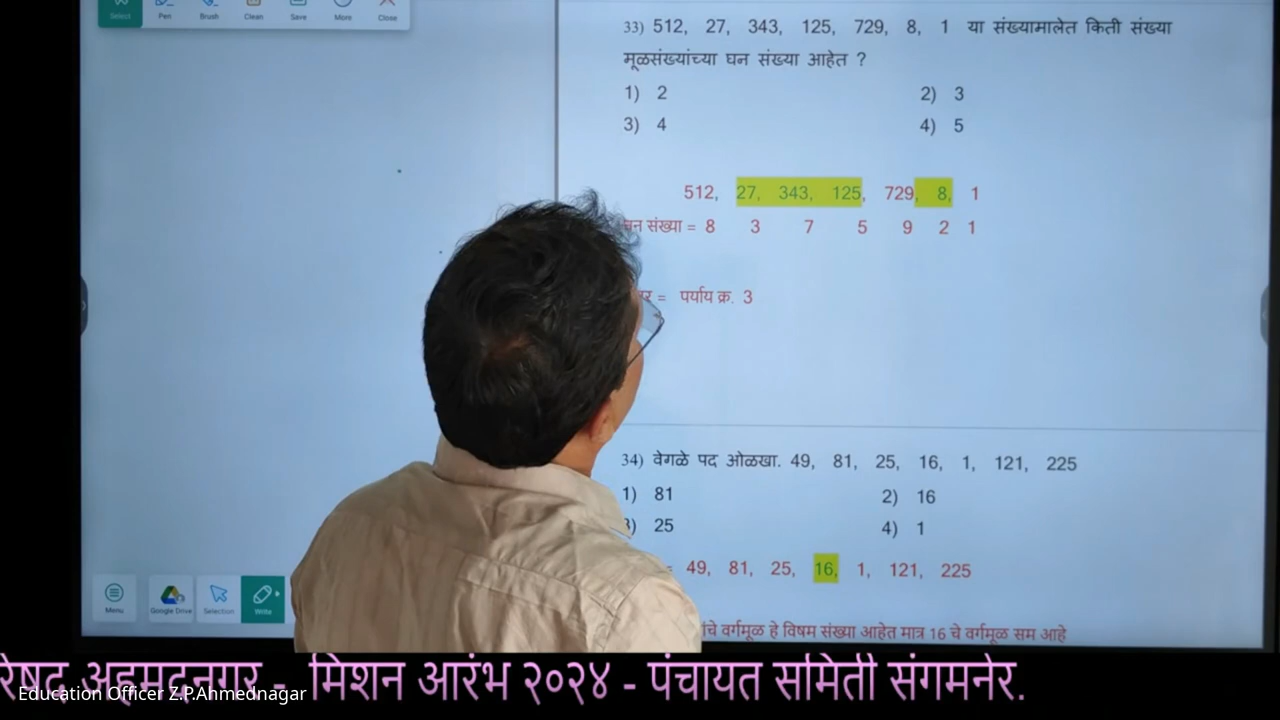 Select Pen Brush Clean Save More Close
33) 512, 27, 343, 125, 729, 8, 1 या संख्यामालेत किती संख्या
मूळसंख्यांच्या घन संख्या आहेत ?
1) 2 2) 3
3) 4 4) 5
512, 27, 343, 125, 729, 8, 1
घन संख्या = 8 3 7 5 9 2 1
= पर्याय क्र. 3
34) वेगळे पद ओळखा. 49, 81, 25, 16, 1, 121, 225
1) 81 2) 16
3) 25 4) 1
= 49, 81, 25, 16, 1, 121, 225
चे वर्गमूळ हे विषम संख्या आहेत मात्र 16 चे वर्गमूळ सम आहे
Menu Google Drive Selection Write
रिषद अहमदनगर - मिशन आरंभ २०२४ - पंचायत समिती संगमनेर.
Education Officer Z.P.Ahmednagar